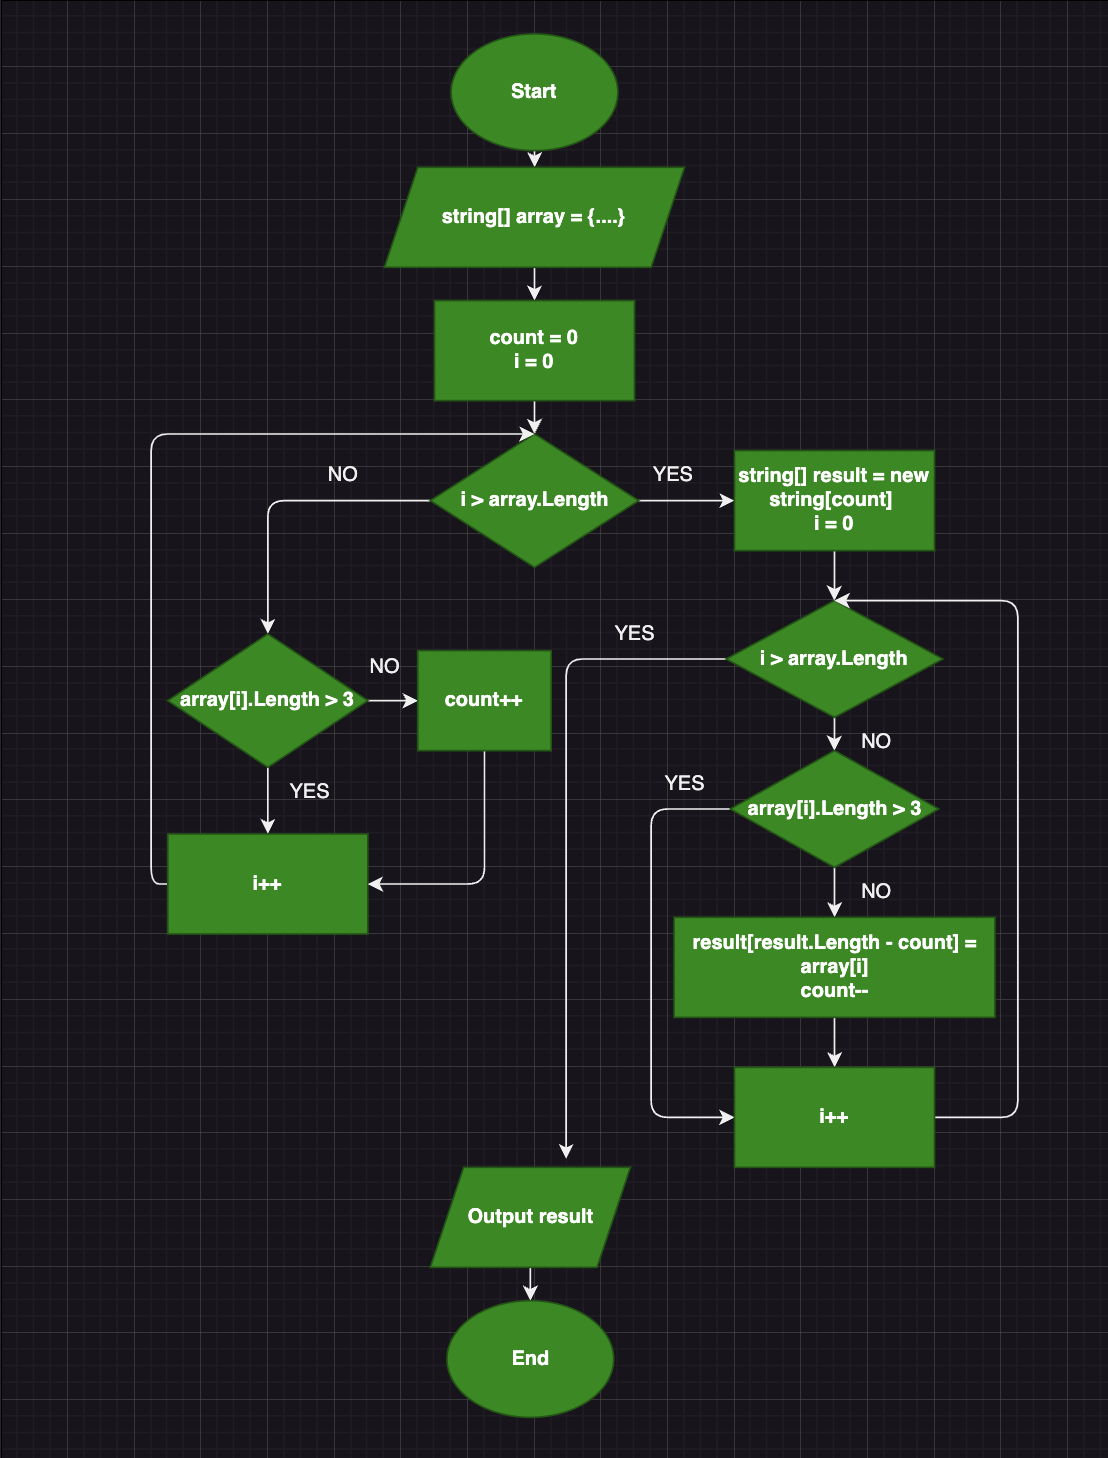 Start
string[] array = {....}
count = 0
i = 0
NO
YES
i > array.Length
string[] result = new
string[count]
i = 0
YES
i > array.Length
NO
array[i].Length > 3
count++
NO
YES
YES
array[i].Length > 3
i++
NO
result[result.Length - count] =
array[i]
count--
i++
Output result
End